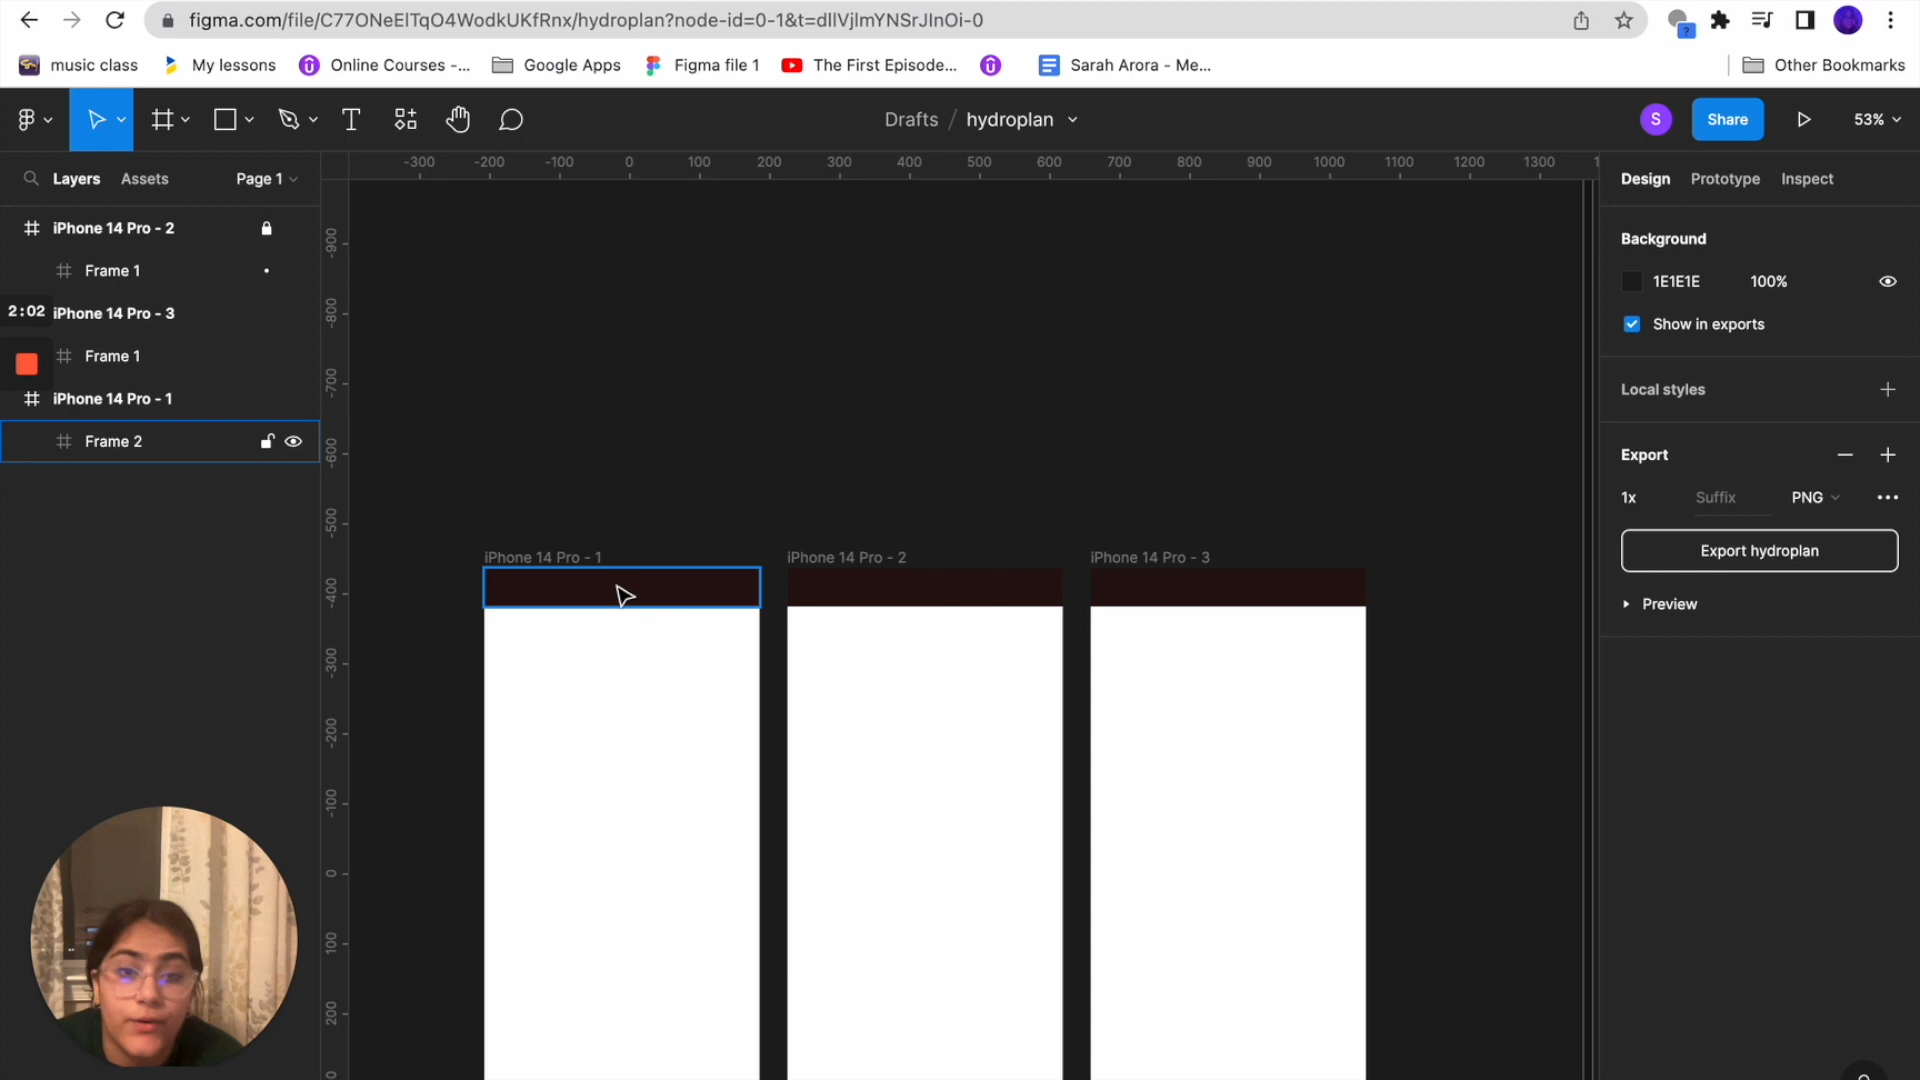 figma.com/file/C77ONeElTqO4WodkUKfRnx/hydroplan?node-id=0-1&t=dllVjlmYNSrJlnOi-0
music class My lessons Online Courses -... Google Apps Figma file 1 The First Episode... Sarah Arora - Me... Other Bookmarks
Drafts / hydroplan S Share 53%
Layers Assets Page 1
-300 -200 -100 0 100 200 300 400 500 600 700 800 900 1000 1100 1200 1300 1
Design Prototype Inspect
iPhone 14 Pro - 2
Frame 1
2:02
iPhone 14 Pro - 3
Frame 1
iPhone 14 Pro - 1
Frame 2
-900
-800
-700
-600
-500
-400
-300
-200
-100
0
100
200
iPhone 14 Pro - 1 iPhone 14 Pro - 2 iPhone 14 Pro - 3
Background
1E1E1E 100%
Show in exports
Local styles
Export
1x Suffix PNG
Export hydroplan
Preview